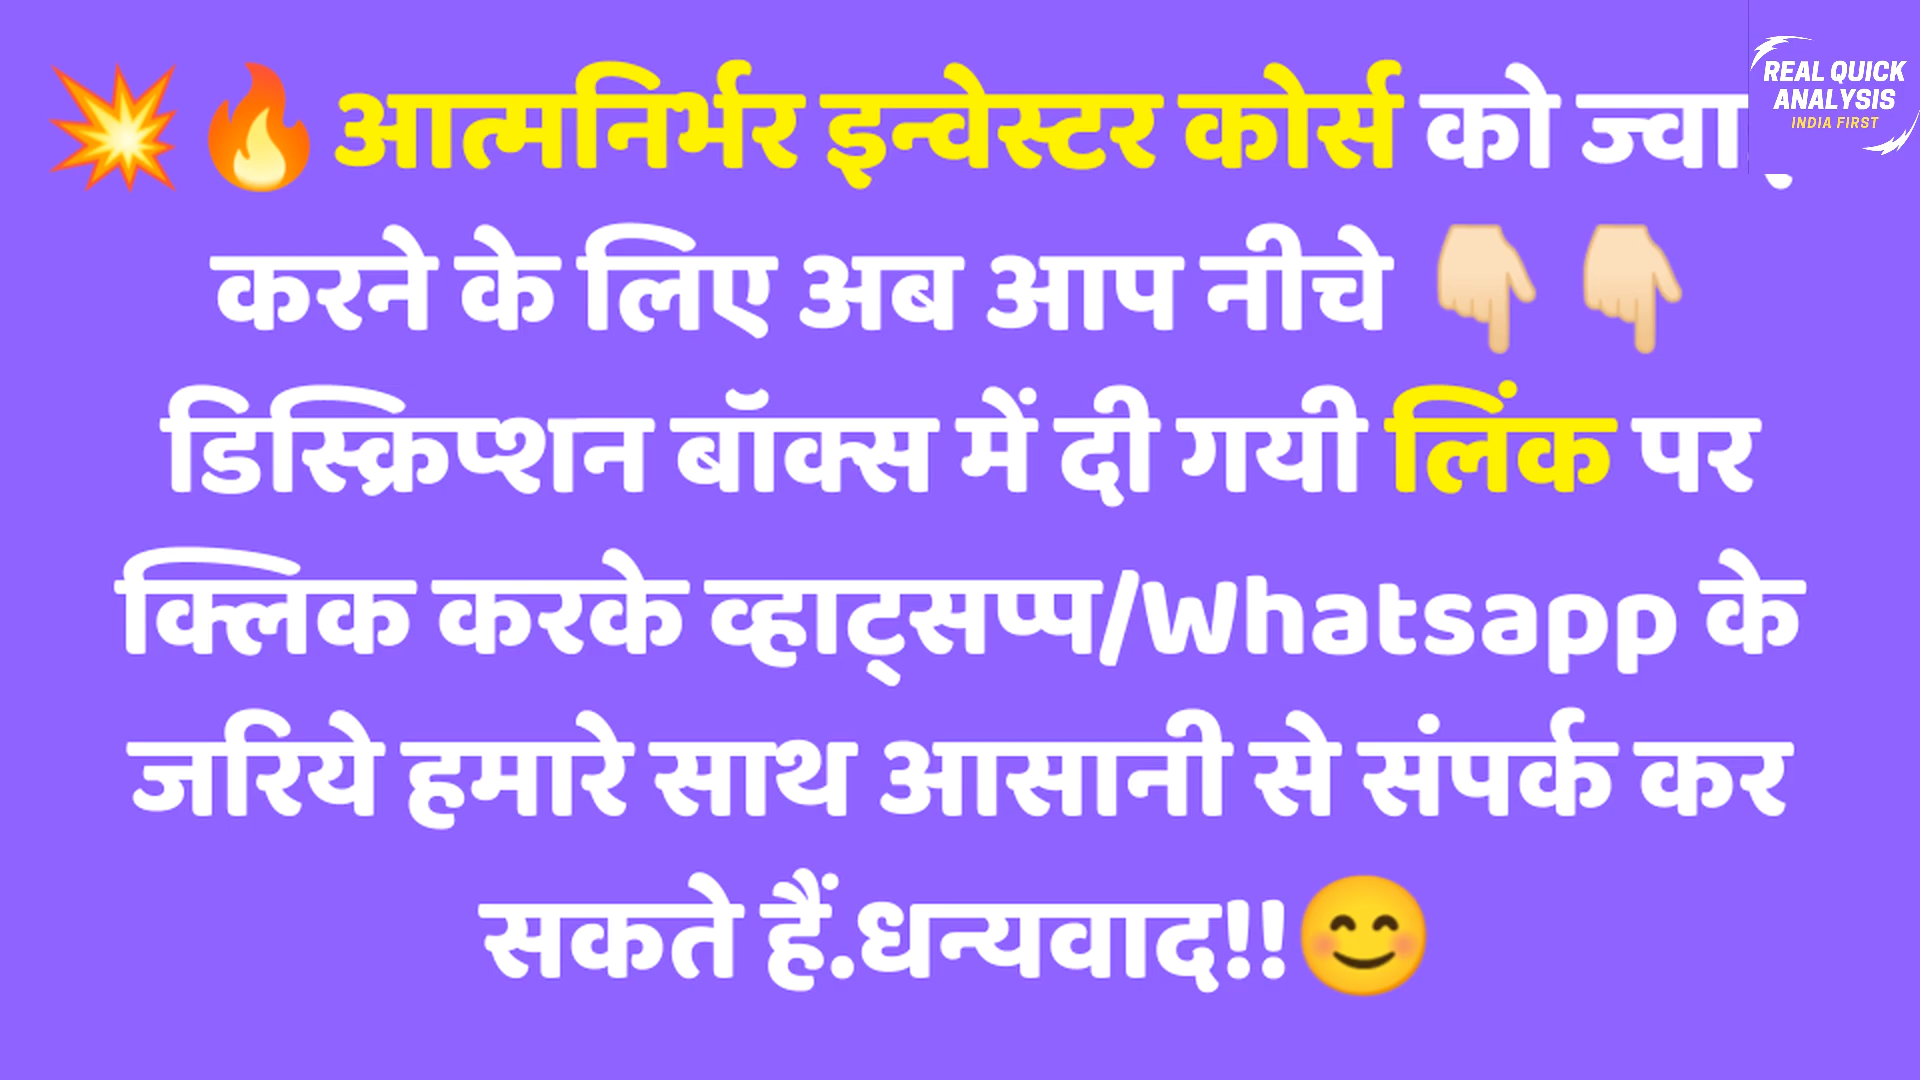 💥🔥आत्मनिर्भर इन्वेस्टर कोर्स को
करने के लिए अब आप नीचे 👇🏻 👇🏻
डिस्क्रिप्शन बॉक्स में दी गयी लिंक पर
क्लिक करके व्हाट्सप्प/Whatsapp के
जरिये हमारे साथ आसानी से संपर्क कर
सकते हैं.धन्यवाद!!😊
REAL QUICK
ANALYSIS
INDIA FIRST